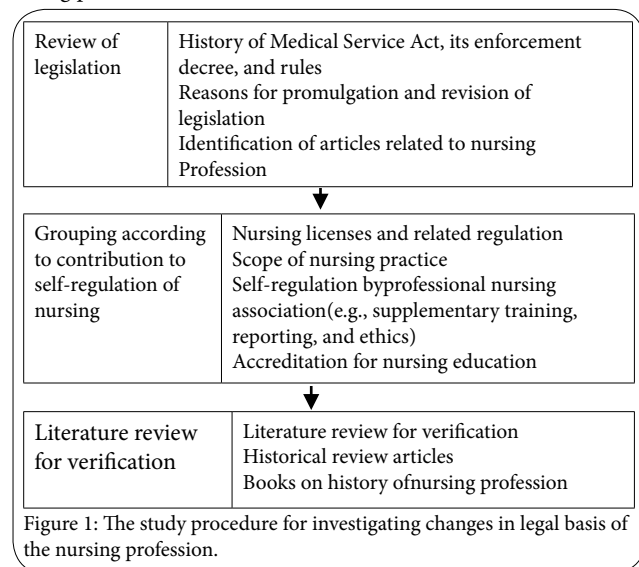 Review of
legislation
History of Medical Service Act, its enforcement
decree, and rules
Reasons for promulgation and revision of
legislation
Identification of articles related to nursing
Profession
Grouping according
to contribution to
self-regulation of
nursing
Nursing licenses and related regulation
Scope of nursing practice
Self-regulation byprofessional nursing
association(e.g., supplementary training,
reporting, and ethics)
Accreditation for nursing education
Literature review
for verification
Literature review for verification
Historical review articles
Books on history ofnursing profession
Figure 1: The study procedure for investigating changes in legal basis of
the nursing profession.